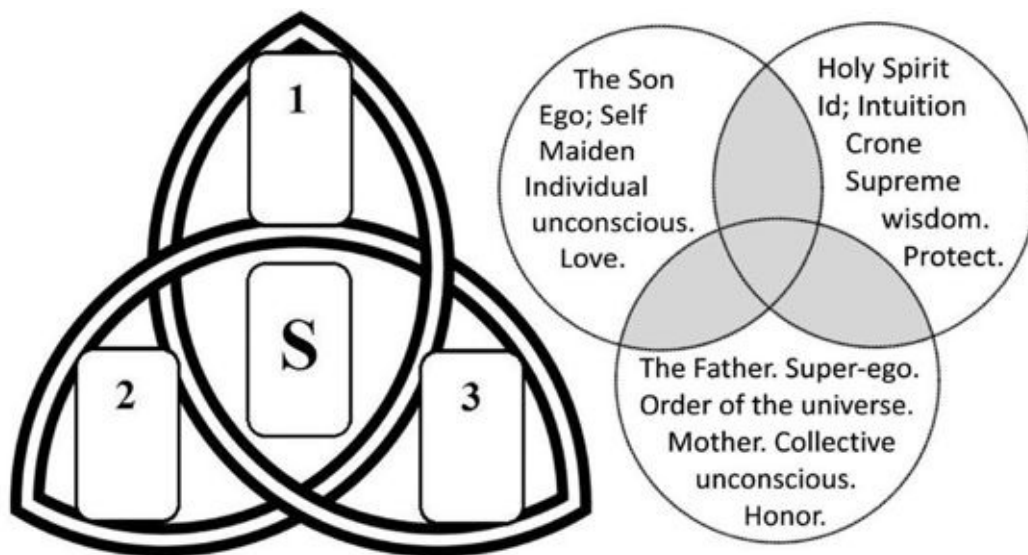 1
S
2
3
The Son
Ego; Self
Maiden
Individual
unconscious.
Love.
Holy Spirit
Id; Intuition
Crone
Supreme
wisdom.
Protect.
The Father. Super-ego.
Order of the universe.
Mother. Collective
unconscious.
Honor.